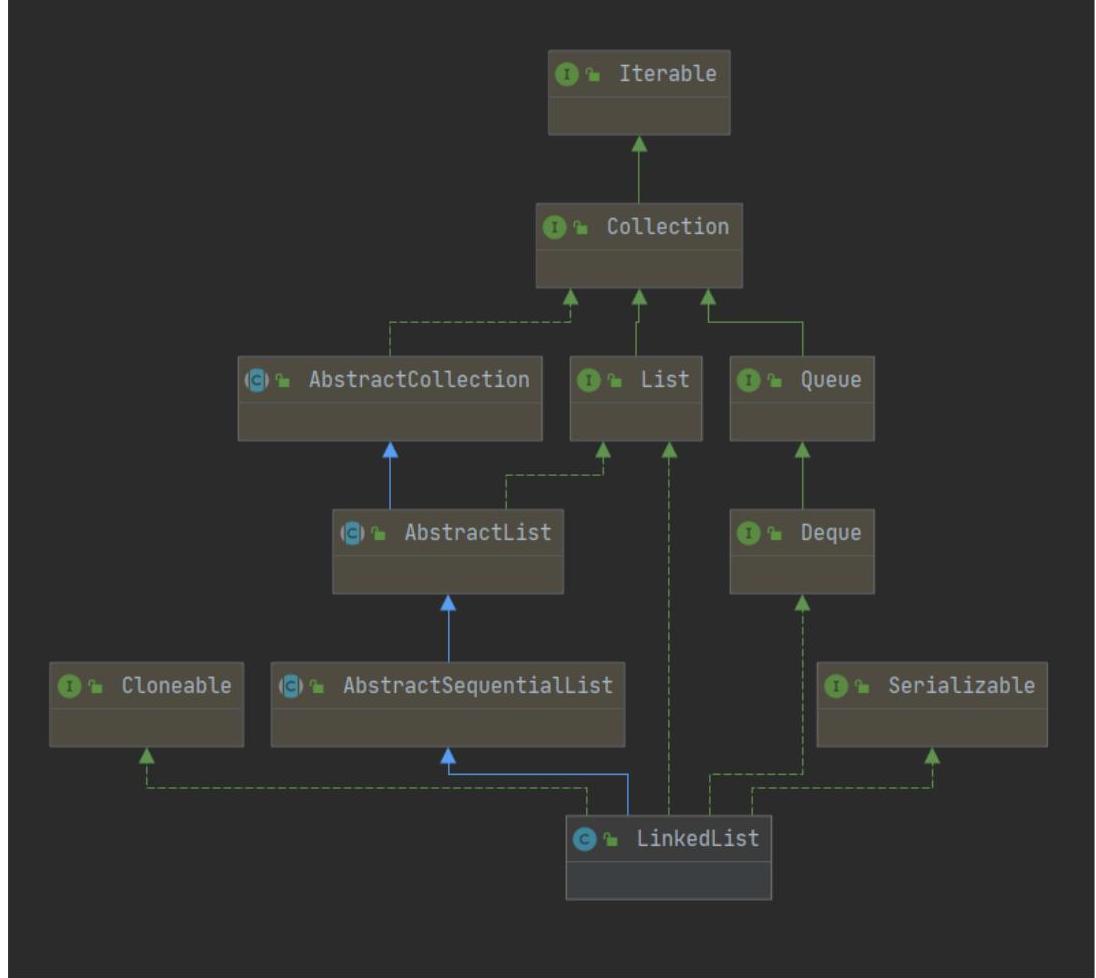 I Iterable
I Collection
C AbstractCollection
I List
I Queue
C AbstractList
I Deque
I Cloneable
C AbstractSequentialList
I Serializable
C LinkedList